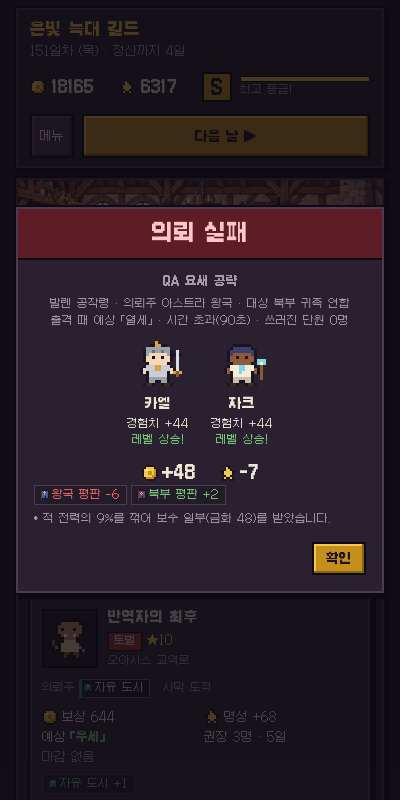 은빛 늑대 길드
151일차 (목) · 정산까지 4일
18165 6317 S 최고 등급!
메뉴 다음 날 ▶
의뢰 실패
QA 요새 공략
발렌 공작령 · 의뢰주 아스트라 왕국 · 대상 북부 귀족 연합
출격 때 예상 「열세」 · 시간 초과(90초) · 쓰러진 단원 0명
카엘 자크
경험치 +44 경험치 +44
레벨 상승! 레벨 상승!
+48 -7
왕국 평판 -6 북부 평판 +2
• 적 전력의 9%를 꺾어 보수 일부(금화 48)를 받았습니다.
확인
반역자의 최후
토벌 ★10
오아시스 교역로
의뢰주 자유 도시 사막 도적
보상 644 명성 +68
예상 「우세」 권장 3명 · 5일
마감 없음
자유 도시 +1